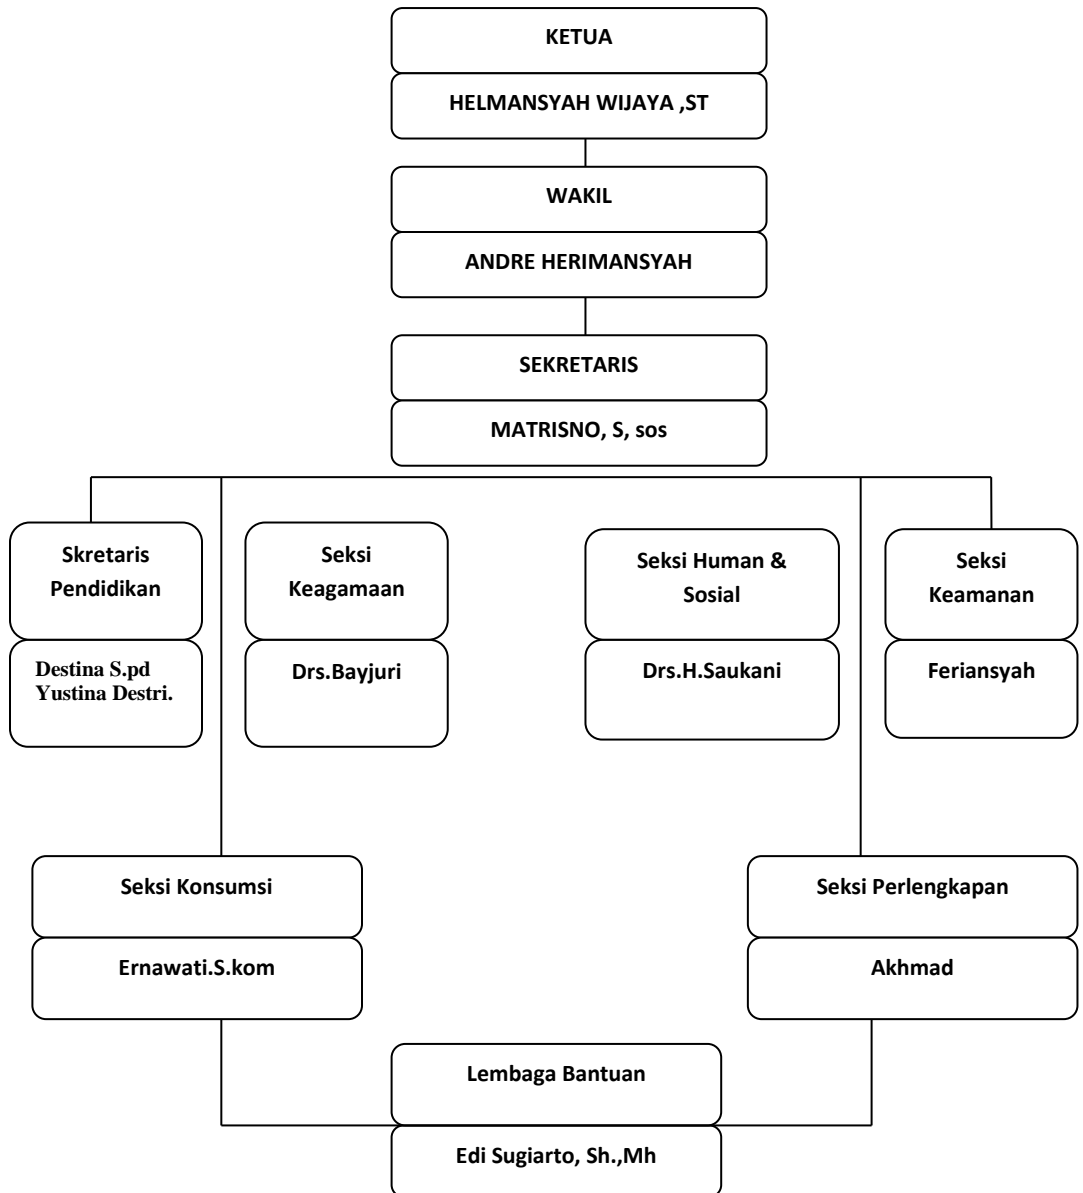 KETUA
HELMANSYAH WIJAYA ,ST
WAKIL
ANDRE HERIMANSYAH
SEKRETARIS
MATRISNO, S, sos
Skretaris
Pendidikan
Destina S.pd
Yustina Destri.
Seksi
Keagamaan
Drs.Bayjuri
Seksi Human &
Sosial
Drs.H.Saukani
Seksi
Keamanan
Feriansyah
Seksi Konsumsi
Ernawati.S.kom
Seksi Perlengkapan
Akhmad
Lembaga Bantuan
Edi Sugiarto, Sh.,Mh